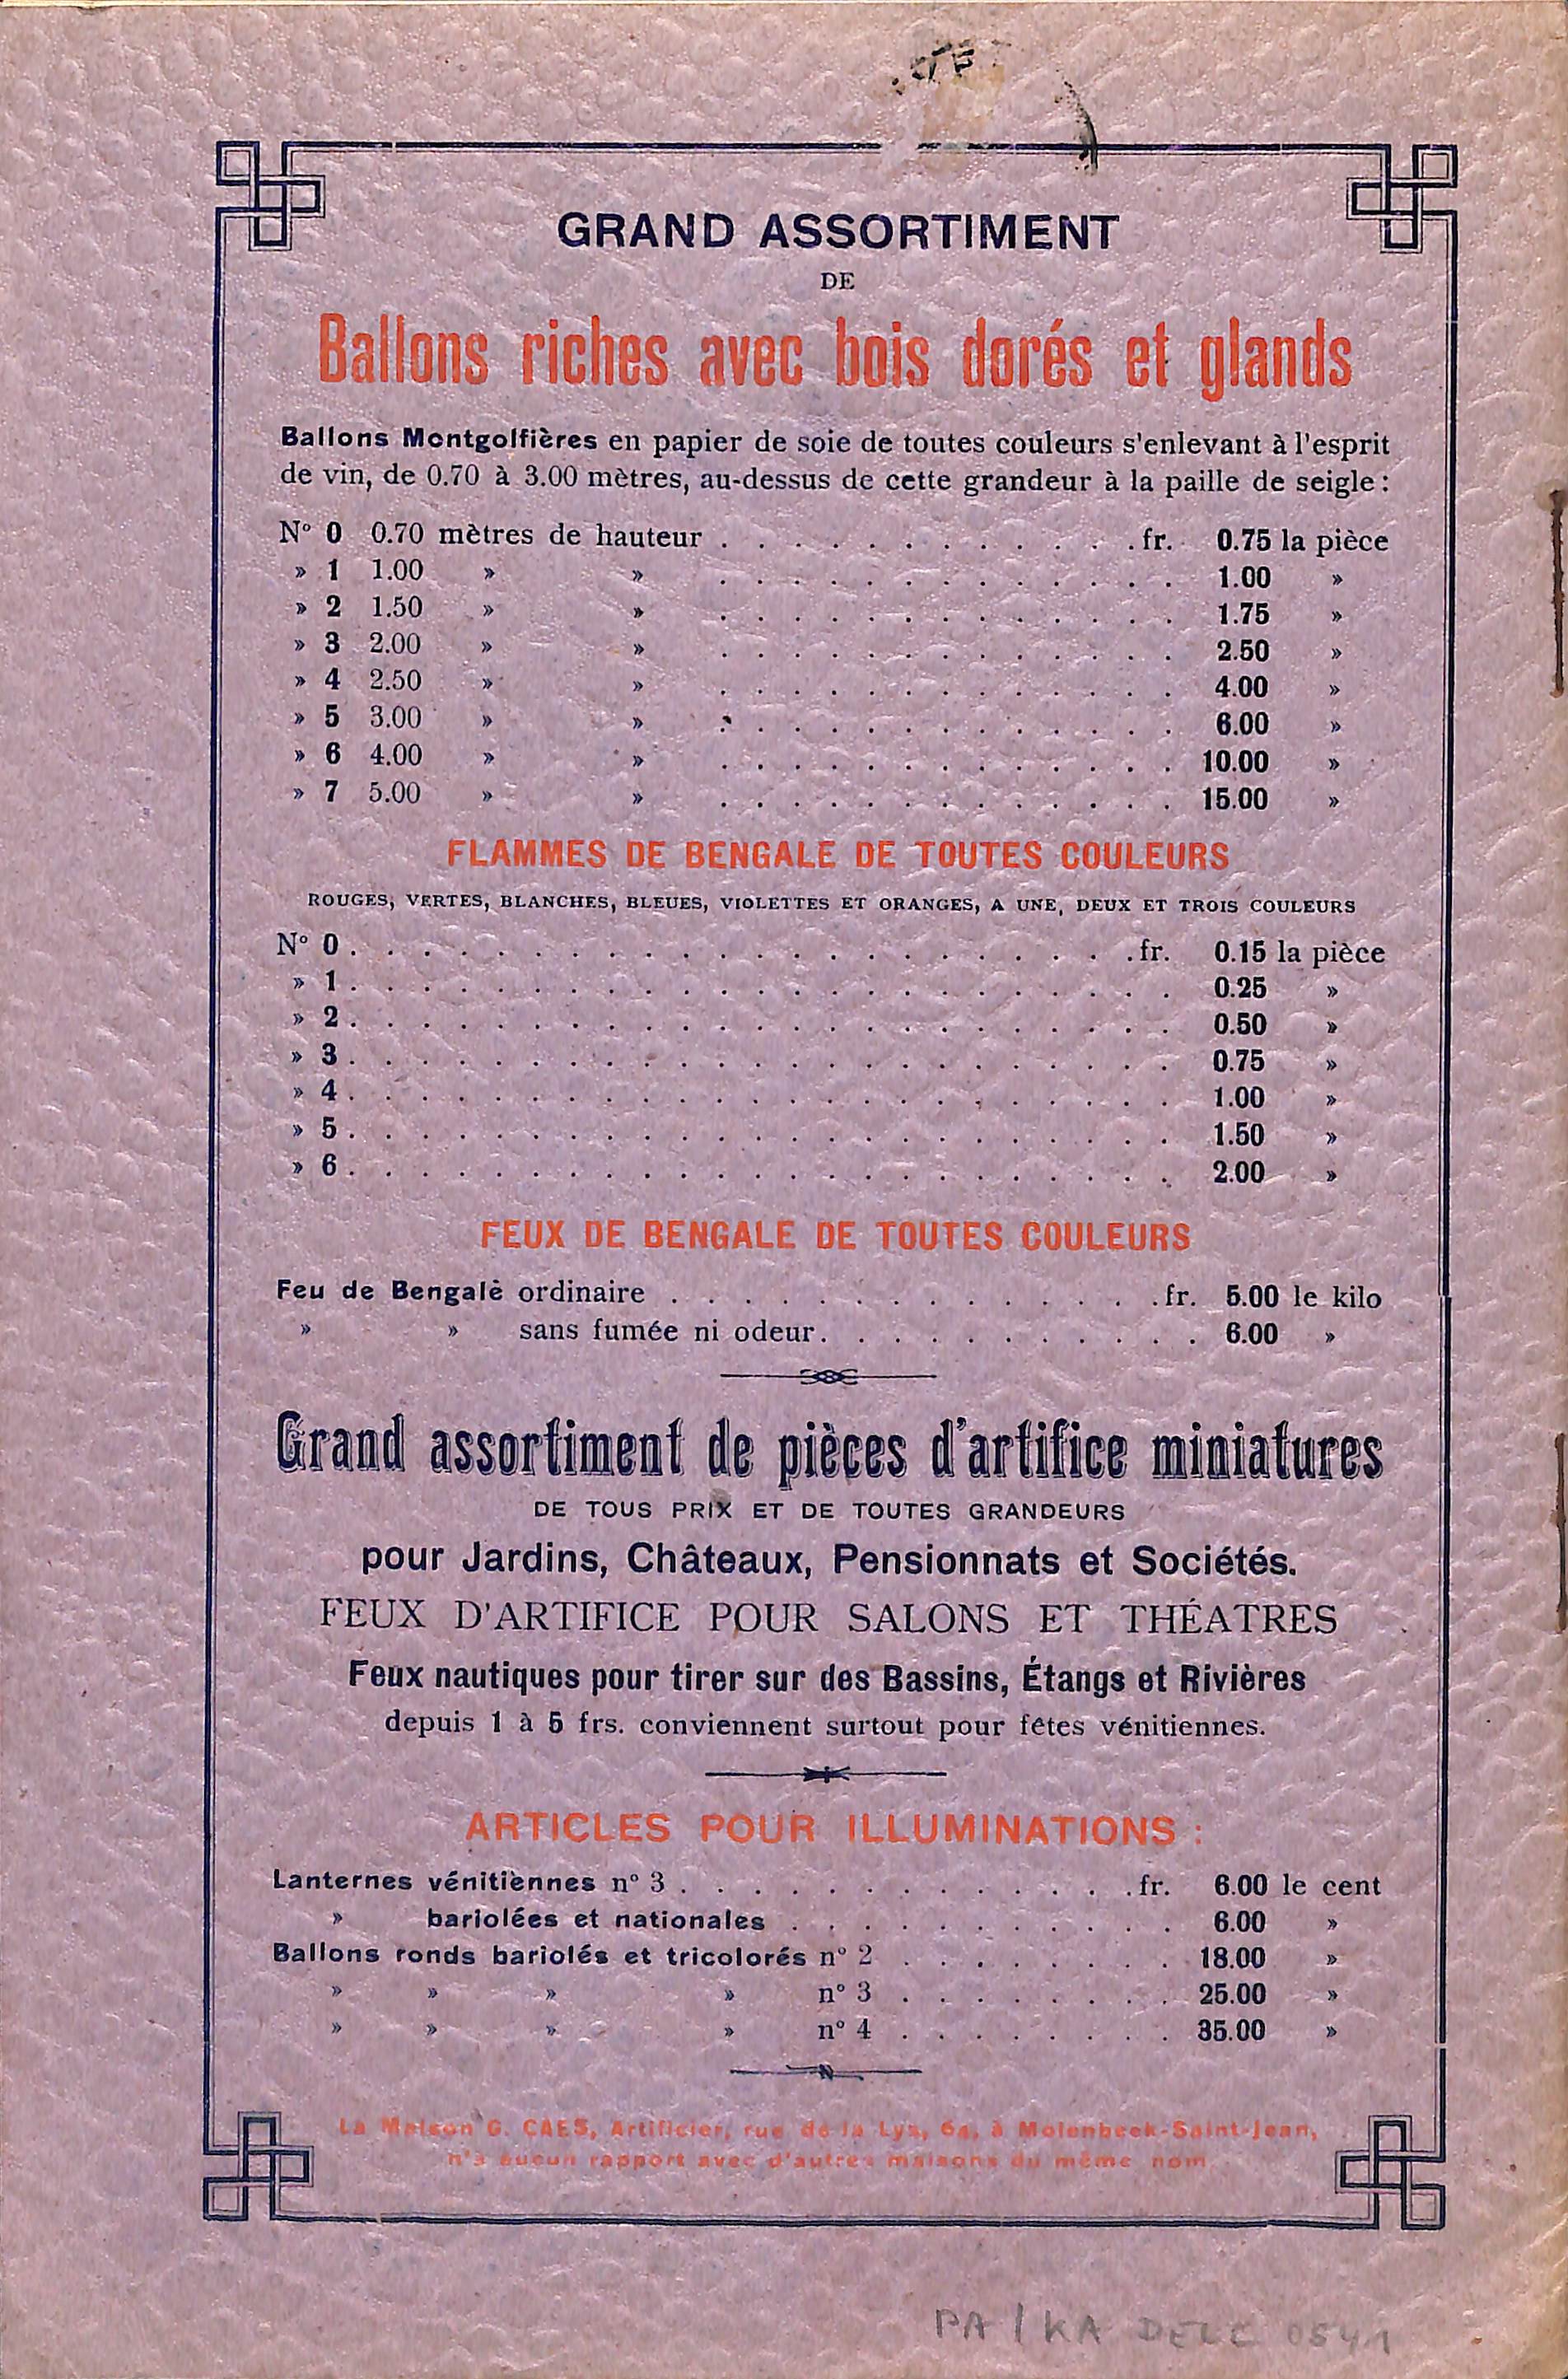 GRAND ASSORTIMENT
DE
Ballons riches avec bois dorés et glands
Ballons Montgolfières en papier de soie de toutes couleurs s'enlevant à l'esprit
de vin, de 0.70 à 3.00 mètres, au-dessus de cette grandeur à la paille de seigle:
N° 0 0.70 mètres de hauteur . . . . . . . . . . . . fr. 0.75 la pièce
» 1 1.00 » » . . . . . . . . . . . . . 1.00 »
» 2 1.50 » » . . . . . . . . . . . . . 1.75 »
» 3 2.00 » » . . . . . . . . . . . . . 2.50 »
» 4 2.50 » » . . . . . . . . . . . . . 4.00 »
» 5 3.00 » » . . . . . . . . . . . . . 6.00 »
» 6 4.00 » » . . . . . . . . . . . . . 10.00 »
» 7 5.00 » » . . . . . . . . . . . . . 15.00 »
FLAMMES DE BENGALE DE TOUTES COULEURS
ROUGES, VERTES, BLANCHES, BLEUES, VIOLETTES ET ORANGES, A UNE, DEUX ET TROIS COULEURS
N° 0 . . . . . . . . . . . . . . . . . . . . . . fr. 0.15 la pièce
» 1 . . . . . . . . . . . . . . . . . . . . . . . 0.25 »
» 2 . . . . . . . . . . . . . . . . . . . . . . . 0.50 »
» 3 . . . . . . . . . . . . . . . . . . . . . . . 0.75 »
» 4 . . . . . . . . . . . . . . . . . . . . . . . 1.00 »
» 5 . . . . . . . . . . . . . . . . . . . . . . . 1.50 »
» 6 . . . . . . . . . . . . . . . . . . . . . . . 2.00 »
FEUX DE BENGALE DE TOUTES COULEURS
Feu de Bengale ordinaire . . . . . . . . . . . . . . fr. 5.00 le kilo
» » sans fumée ni odeur . . . . . . . . . . . 6.00 »
Grand assortiment de pièces d'artifice miniatures
DE TOUS PRIX ET DE TOUTES GRANDEURS
pour Jardins, Châteaux, Pensionnats et Sociétés.
FEUX D'ARTIFICE POUR SALONS ET THÉATRES
Feux nautiques pour tirer sur des Bassins, Étangs et Rivières
depuis 1 à 5 frs. conviennent surtout pour fêtes vénitiennes.
ARTICLES POUR ILLUMINATIONS :
Lanternes vénitiennes n° 3 . . . . . . . . . . . . . fr. 6.00 le cent
» bariolées et nationales . . . . . . . . . . . 6.00 »
Ballons ronds bariolés et tricolorés n° 2 . . . . . . . . 18.00 »
» » » » n° 3 . . . . . . . . 25.00 »
» » » » n° 4 . . . . . . . . 35.00 »
La Maison G. CAES, Artificier, rue de la Lys, à Molenbeek-Saint-Jean,
n'a aucun rapport avec d'autres maisons du même nom
PA / KA DELC 0541